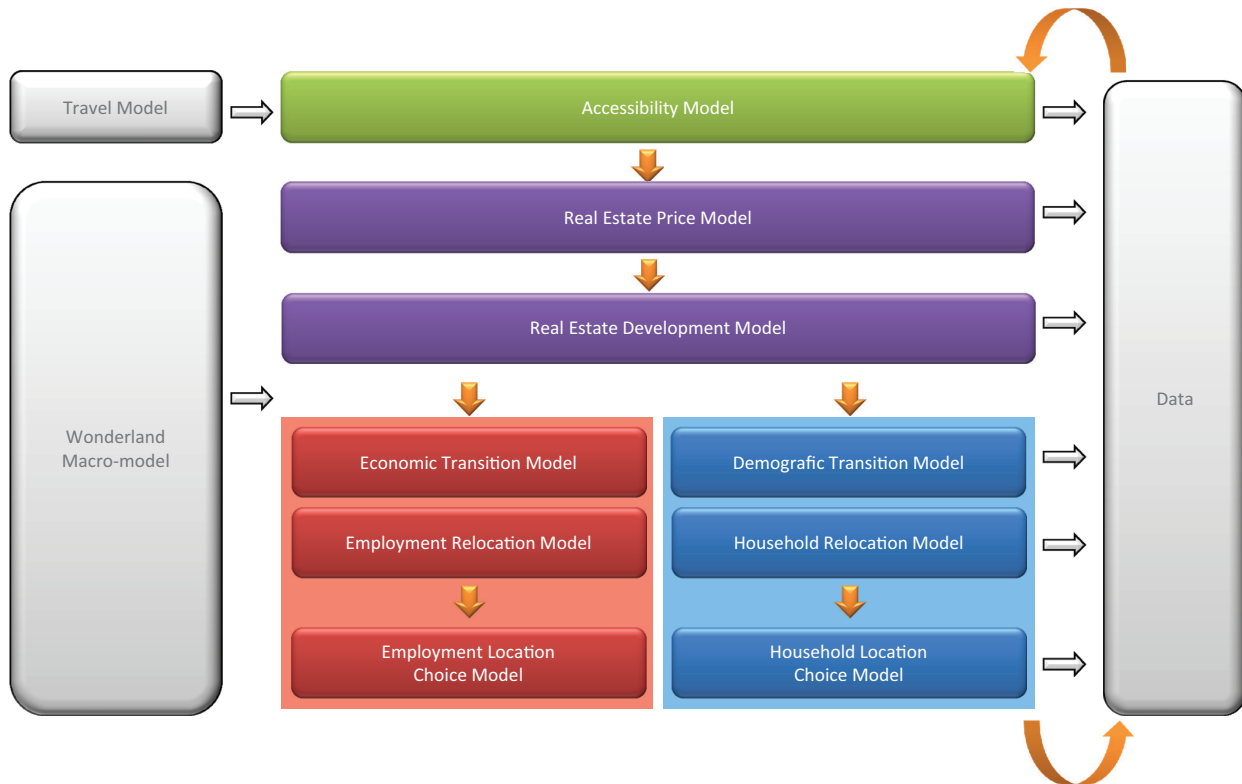 Travel Model
Accessibility Model
Real Estate Price Model
Real Estate Development Model
Wonderland
Macro-model
Data
Economic Transition Model
Demografic Transition Model
Employment Relocation Model
Household Relocation Model
Employment Location
Choice Model
Household Location
Choice Model